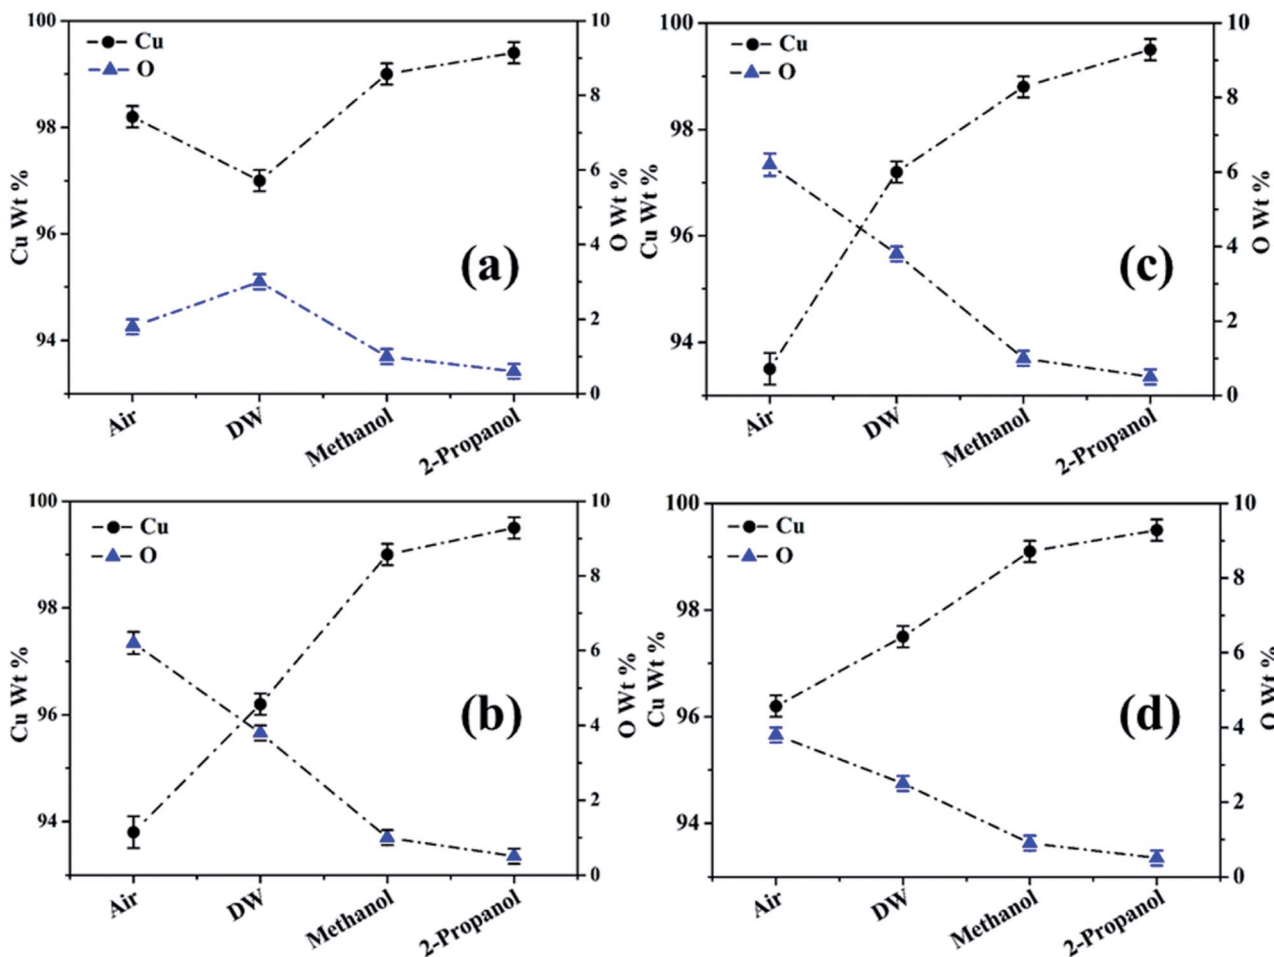 100
98
96
94
Cu Wt %
Cu
O
(a)
10
8
6
4
2
0
O Wt %
Air
DW
Methanol
2-Propanol
100
98
96
94
Cu Wt %
Cu
O
(c)
10
8
6
4
2
0
O Wt %
Air
DW
Methanol
2-Propanol
100
98
96
94
Cu Wt %
Cu
O
(b)
10
8
6
4
2
0
O Wt %
Air
DW
Methanol
2-Propanol
100
98
96
94
Cu Wt %
Cu
O
(d)
10
8
6
4
2
0
O Wt %
Air
DW
Methanol
2-Propanol